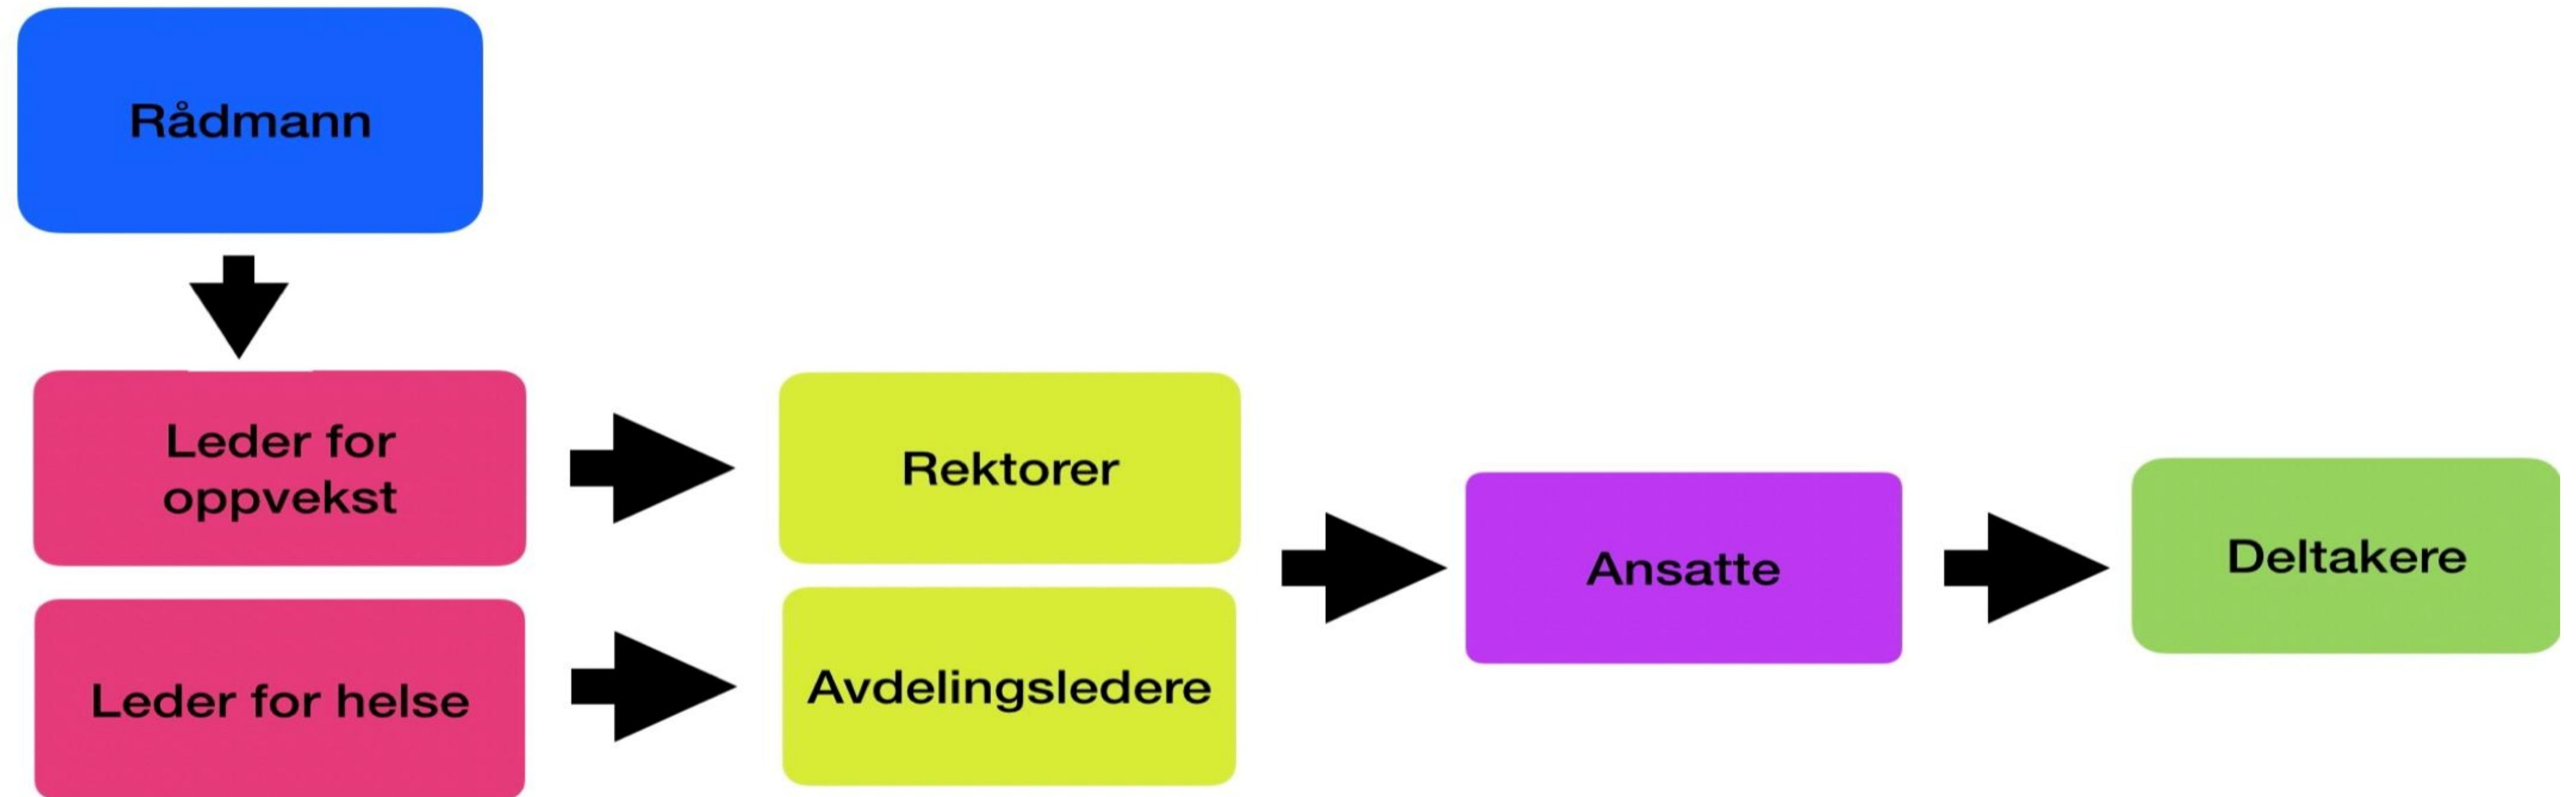 Rådmann
Leder for
oppvekst
Rektorer
Leder for helse
Avdelingsledere
Ansatte
Deltakere